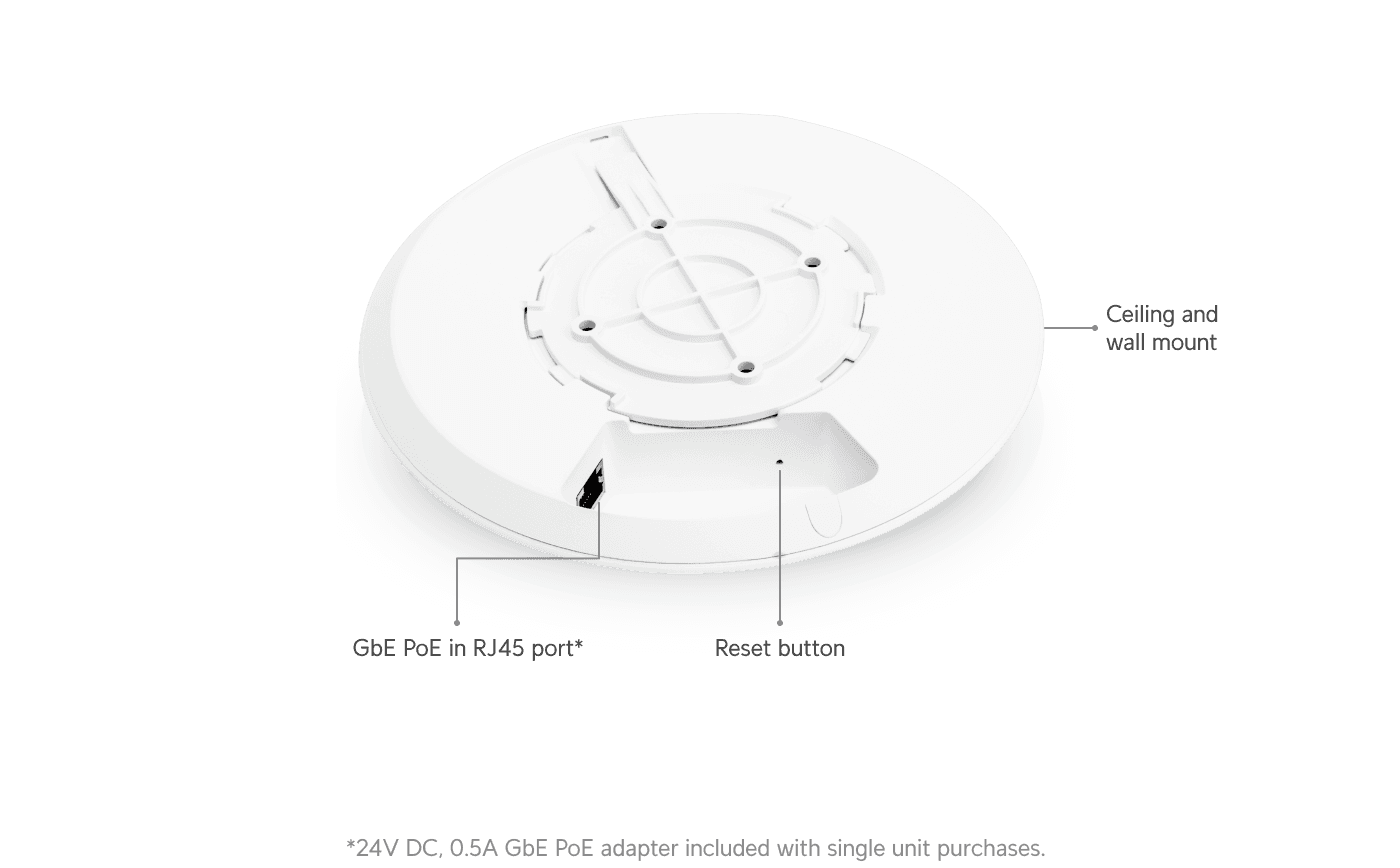 Ceiling and
wall mount
GbE PoE in RJ45 port*
Reset button
*24V DC, 0.5A GbE PoE adapter included with single unit purchases.